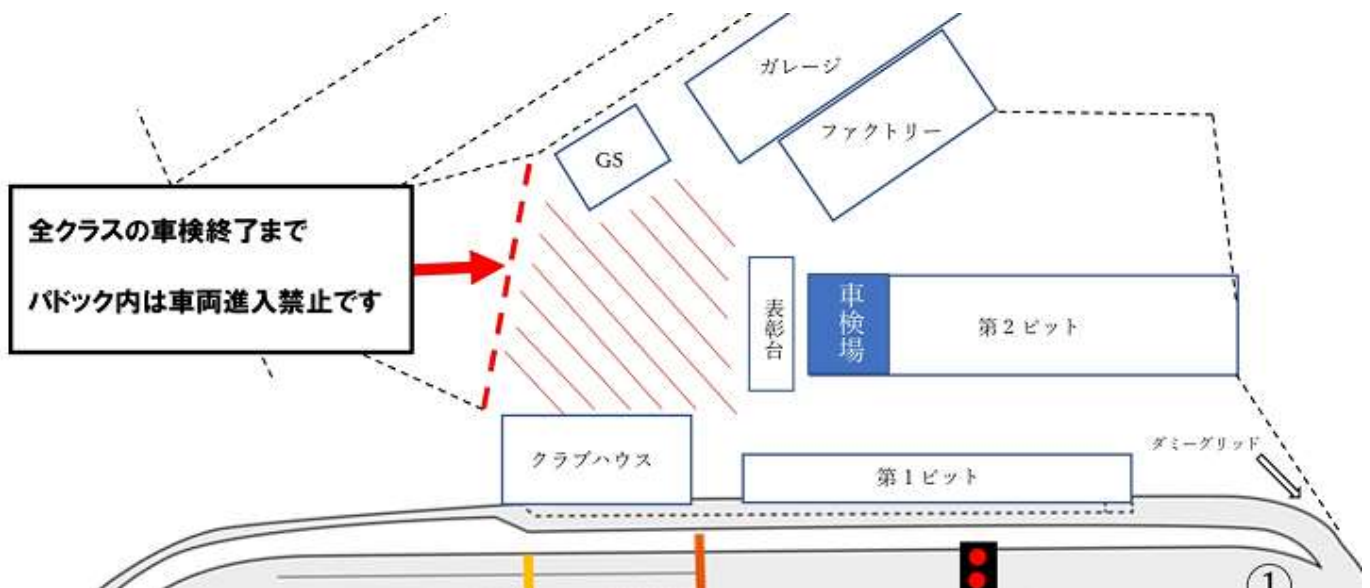 ガレージ
ファクトリー
GS
全クラスの車検終了まで
パドック内は車両進入禁止です
表彰台
車検場
第2ピット
ダミーグリッド
クラブハウス
第1ピット
1